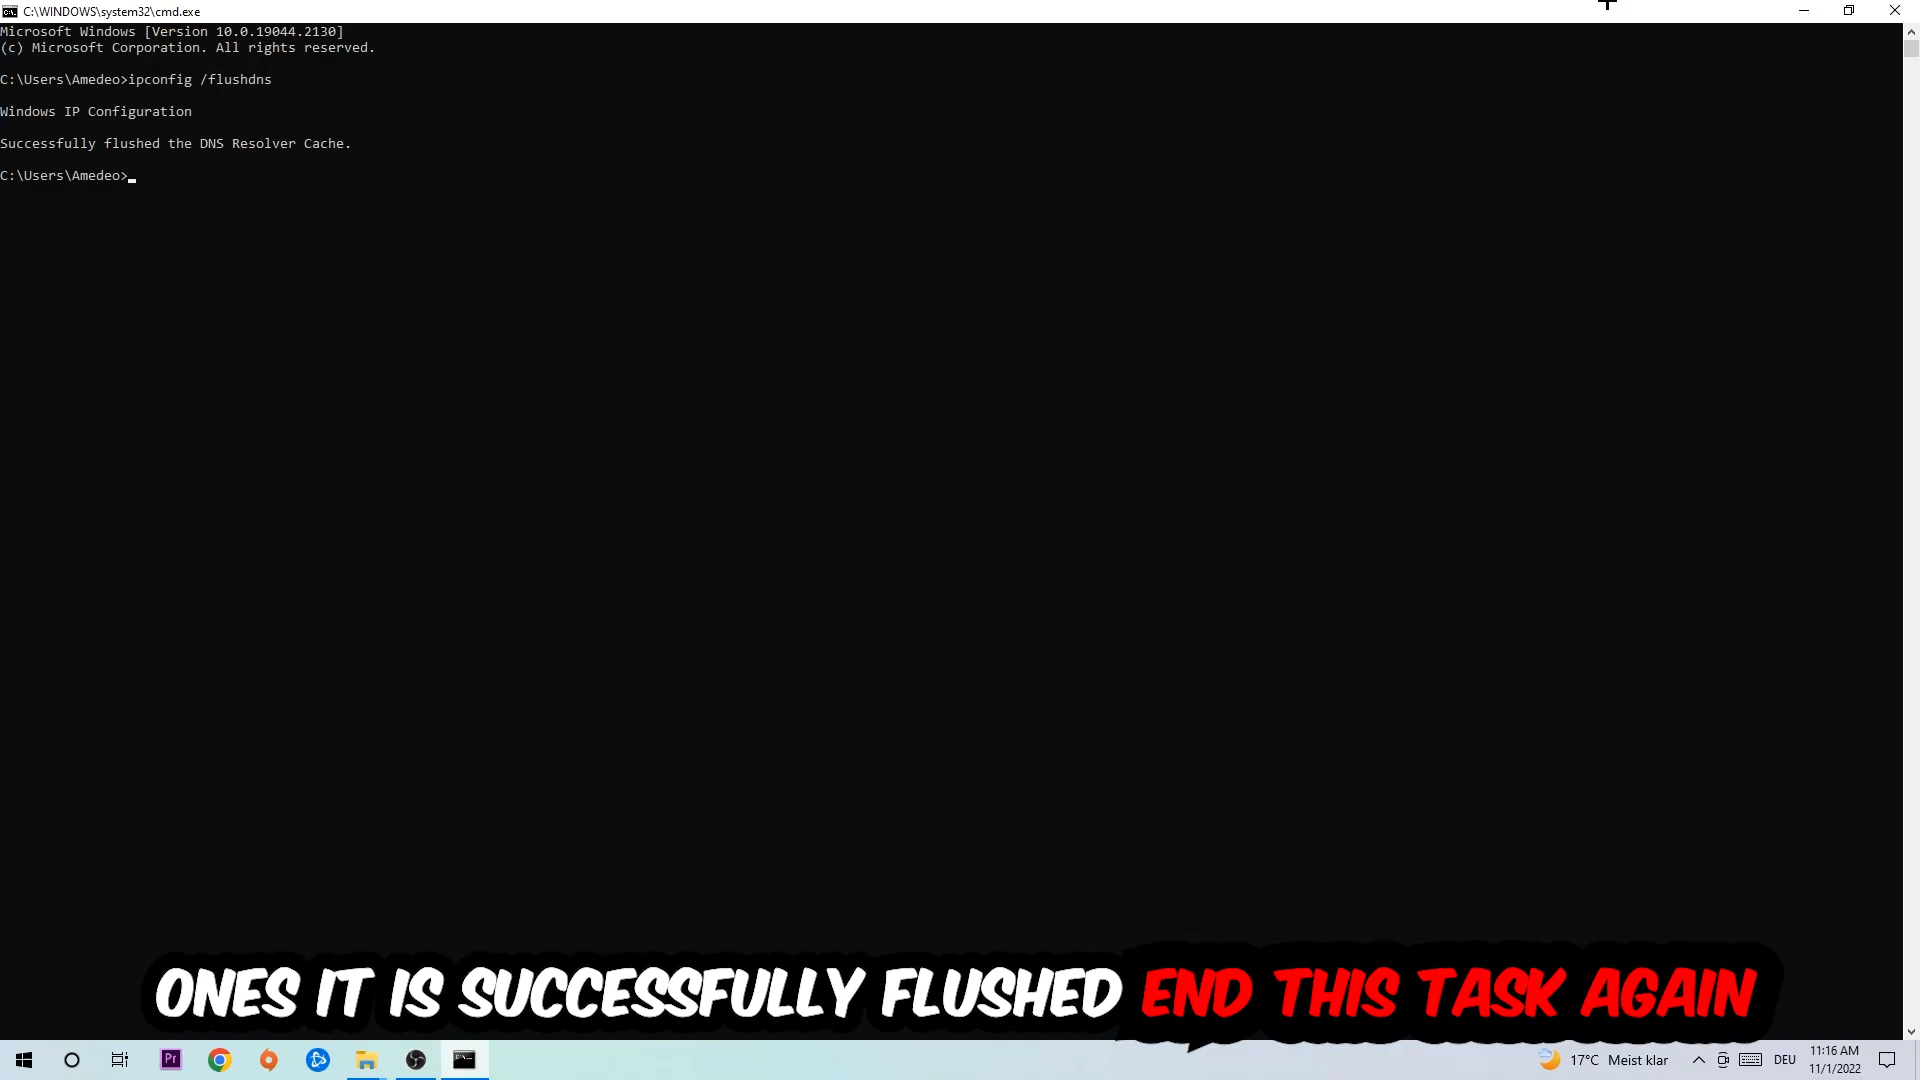 C:\WINDOWS\system32\cmd.exe
Microsoft Windows [Version 10.0.19044.2130]
(c) Microsoft Corporation. All rights reserved.
C:\Users\Amedeo>ipconfig /flushdns
Windows IP Configuration
Successfully flushed the DNS Resolver Cache.
C:\Users\Amedeo>
ONES IT IS SUCCESSFULLY FLUSHED END THIS TASK AGAIN
Pr
17°C Meist klar
DEU
11:16 AM
11/1/2022